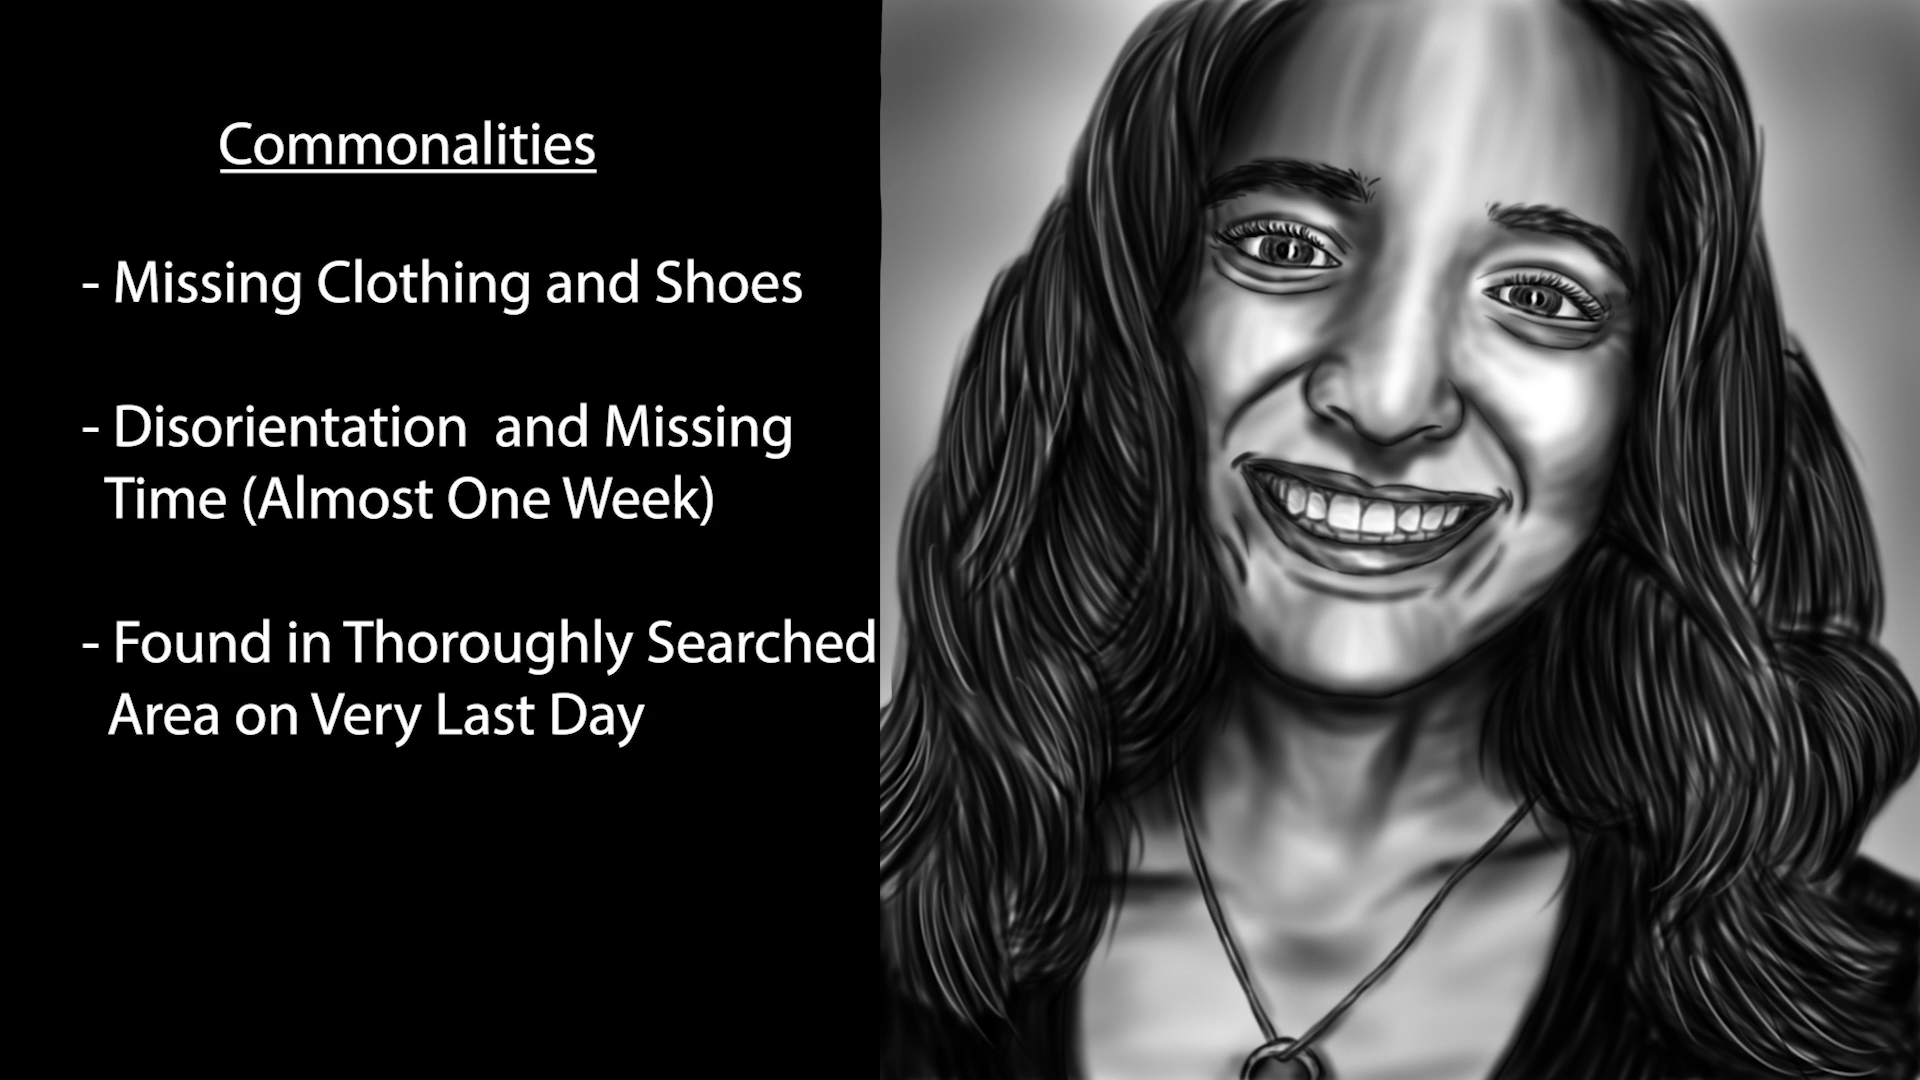 Commonalities
- Missing Clothing and Shoes
- Disorientation and Missing
Time (Almost One Week)
- Found in Thoroughly Searched
Area on Very Last Day